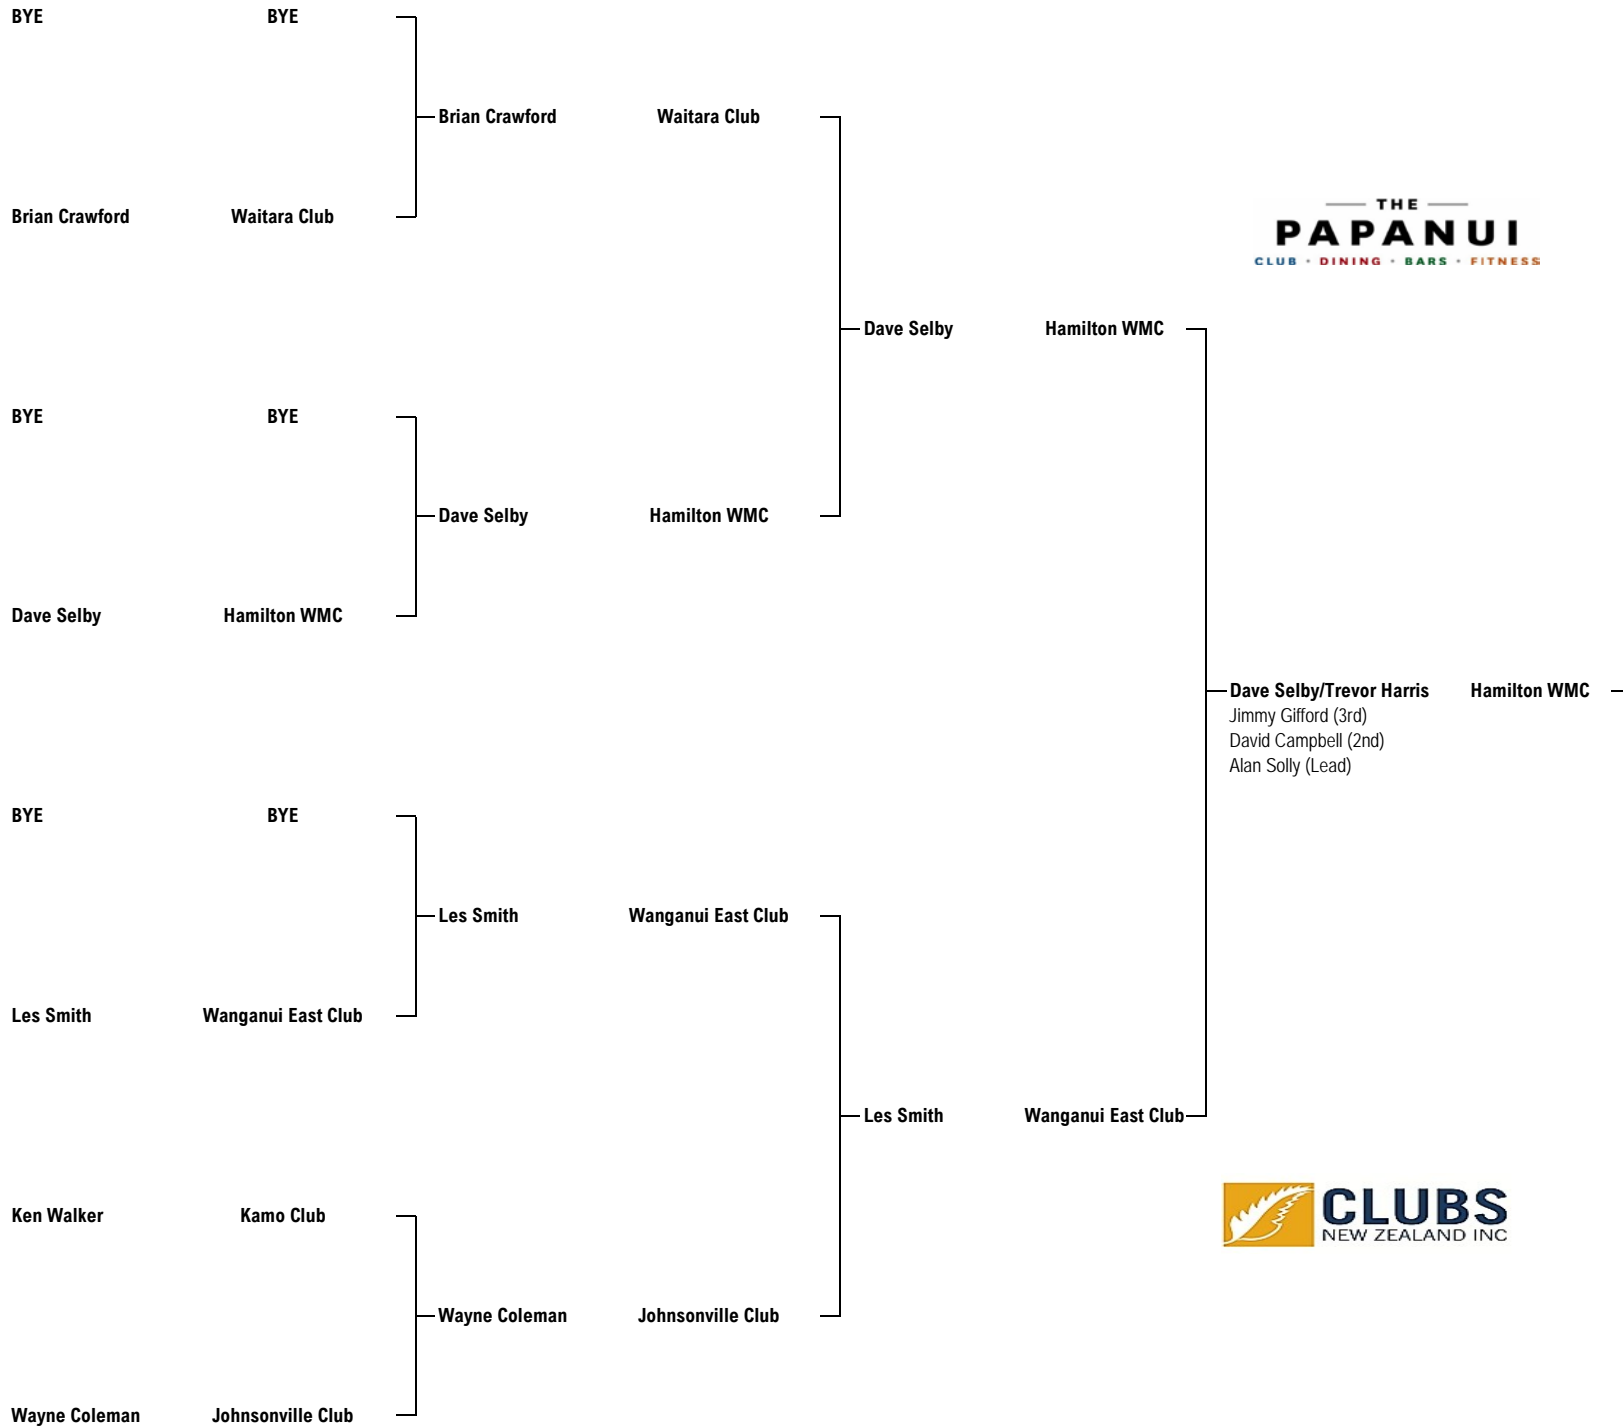 BYE BYE
Brian Crawford Waitara Club
THE
Brian Crawford Waitara Club
PAPANUI
CLUB · DINING · BARS · FITNESS
Dave Selby Hamilton WMC
BYE BYE
Dave Selby Hamilton WMC
Dave Selby Hamilton WMC
Dave Selby/Trevor Harris Hamilton WMC
Jimmy Gifford (3rd)
David Campbell (2nd)
Alan Solly (Lead)
BYE BYE
Les Smith Wanganui East Club
Les Smith Wanganui East Club
Les Smith Wanganui East Club
Ken Walker Kamo Club
CLUBS
NEW ZEALAND INC
Wayne Coleman Johnsonville Club
Wayne Coleman Johnsonville Club